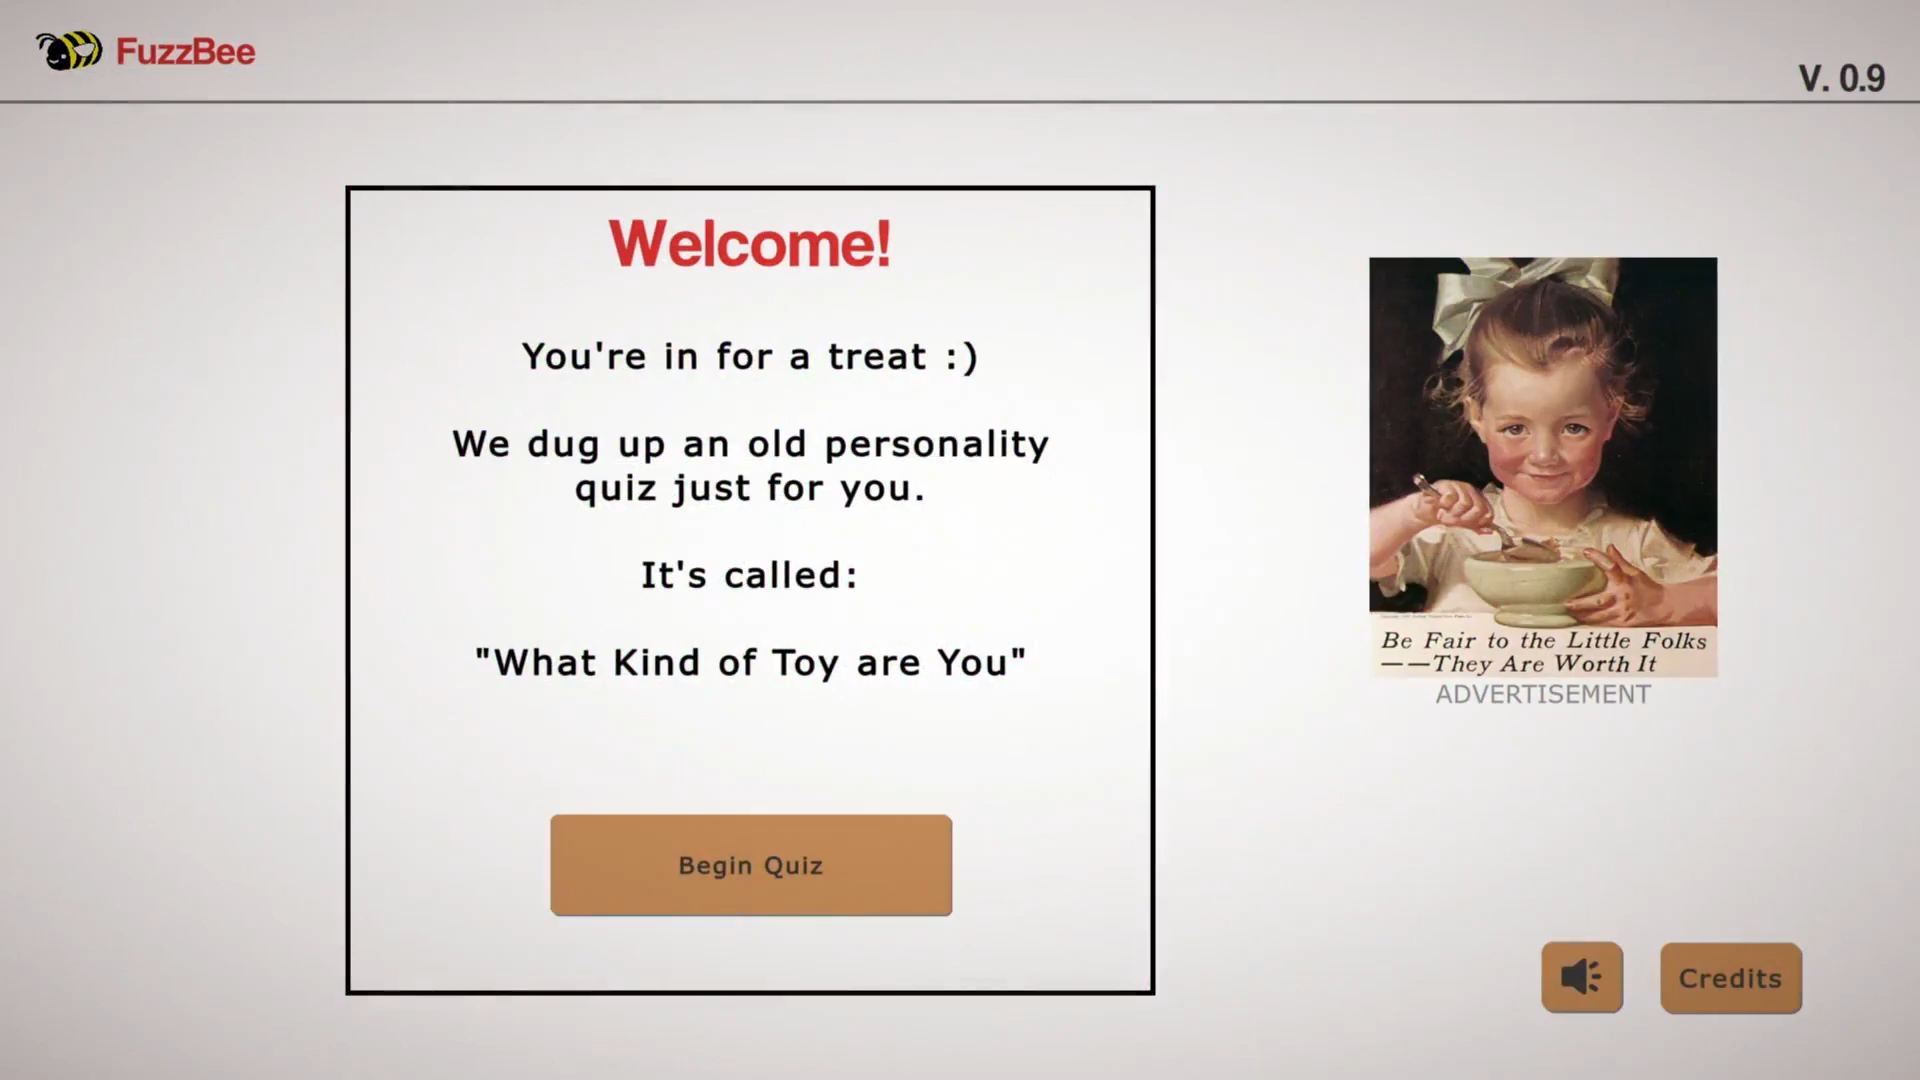 FuzzBee
V. 0.9
Welcome!
You're in for a treat :)
We dug up an old personality
quiz just for you.
It's called:
"What Kind of Toy are You"
Begin Quiz
Be Fair to the Little Folks
——They Are Worth It
ADVERTISEMENT
Credits